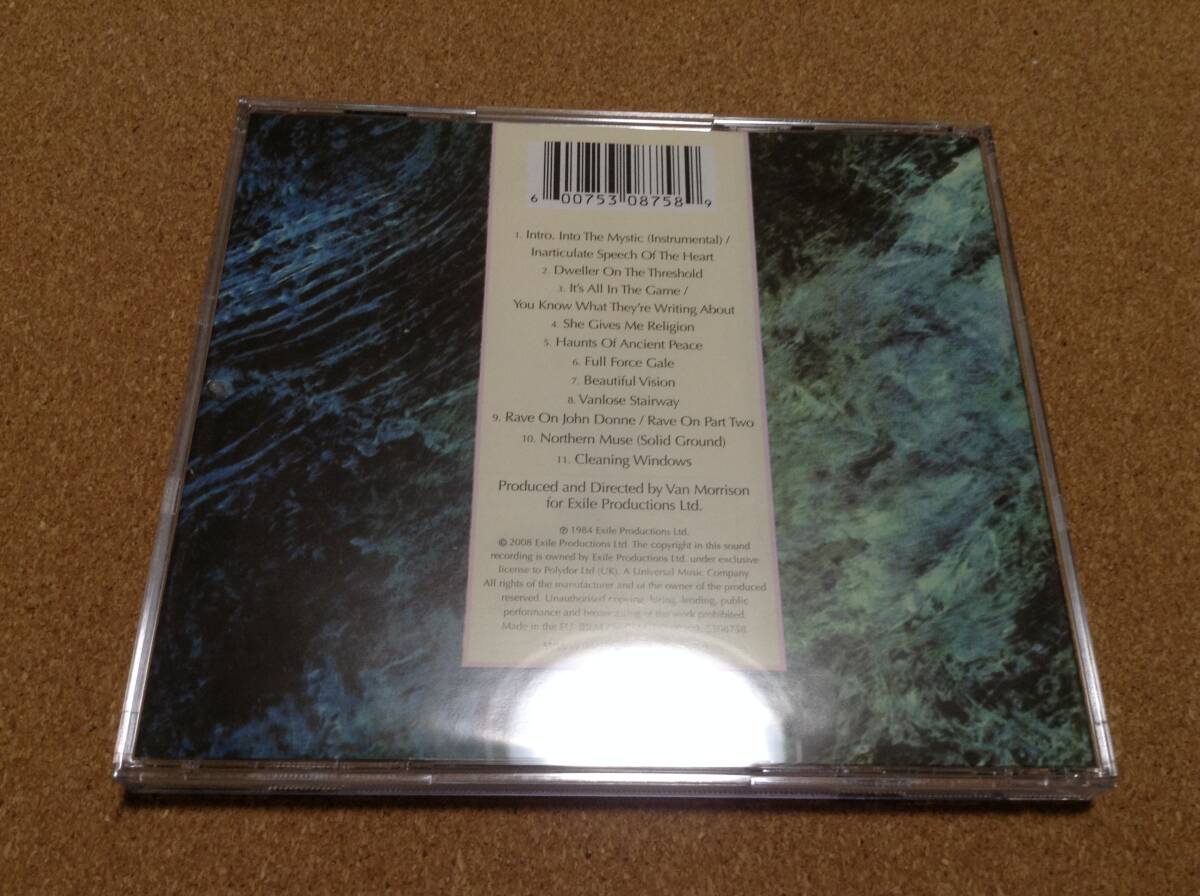 6 00753 08758 9
1. Intro. Into The Mystic (Instrumental) /
Inarticulate Speech Of The Heart
2. Dweller On The Threshold
3. It's All In The Game /
You Know What They're Writing About
4. She Gives Me Religion
5. Haunts Of Ancient Peace
6. Full Force Gale
7. Beautiful Vision
8. Vanlose Stairway
9. Rave On John Donne / Rave On Part Two
10. Northern Muse (Solid Ground)
11. Cleaning Windows
Produced and Directed by Van Morrison
for Exile Productions Ltd.
℗ 1984 Exile Productions Ltd.
© 2008 Exile Productions Ltd. The copyright in this sound
recording is owned by Exile Productions Ltd. under exclusive
license to Polydor Ltd (UK). A Universal Music Company.
All rights of the manufacturer and of the owner of the produced
reserved. Unauthorised copying, hiring, lending, public
performance and broadcasting of the work prohibited.
Made in the EU. 5308758